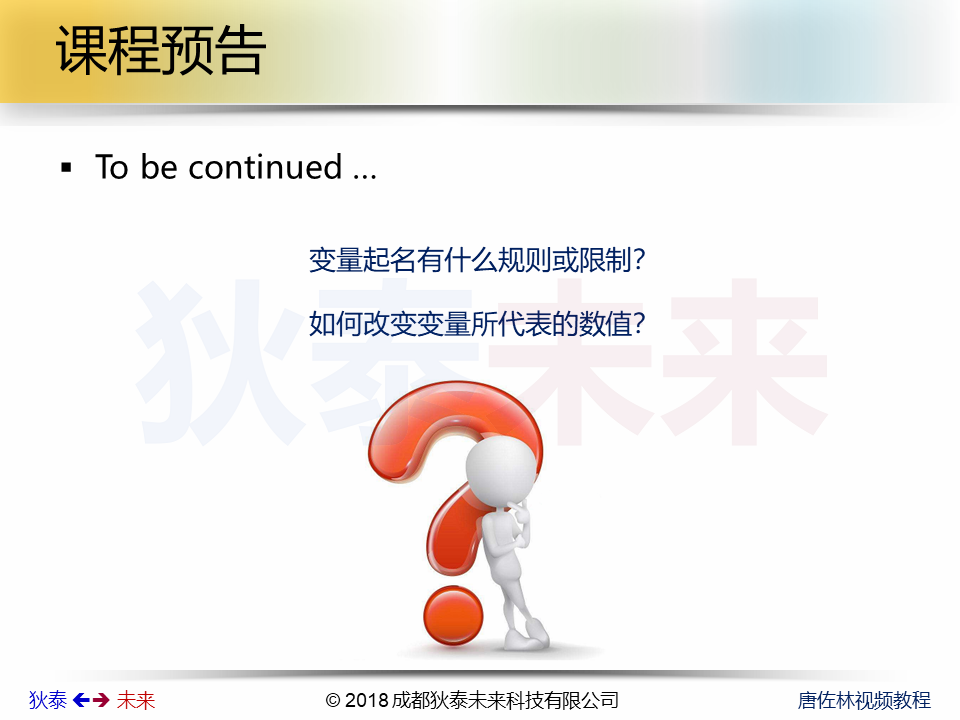 课程预告
▪ To be continued …
变量起名有什么规则或限制？
如何改变变量所代表的数值？
狄泰未来
狄泰 🡸🡺 未来
© 2018 成都狄泰未来科技有限公司
唐佐林视频教程